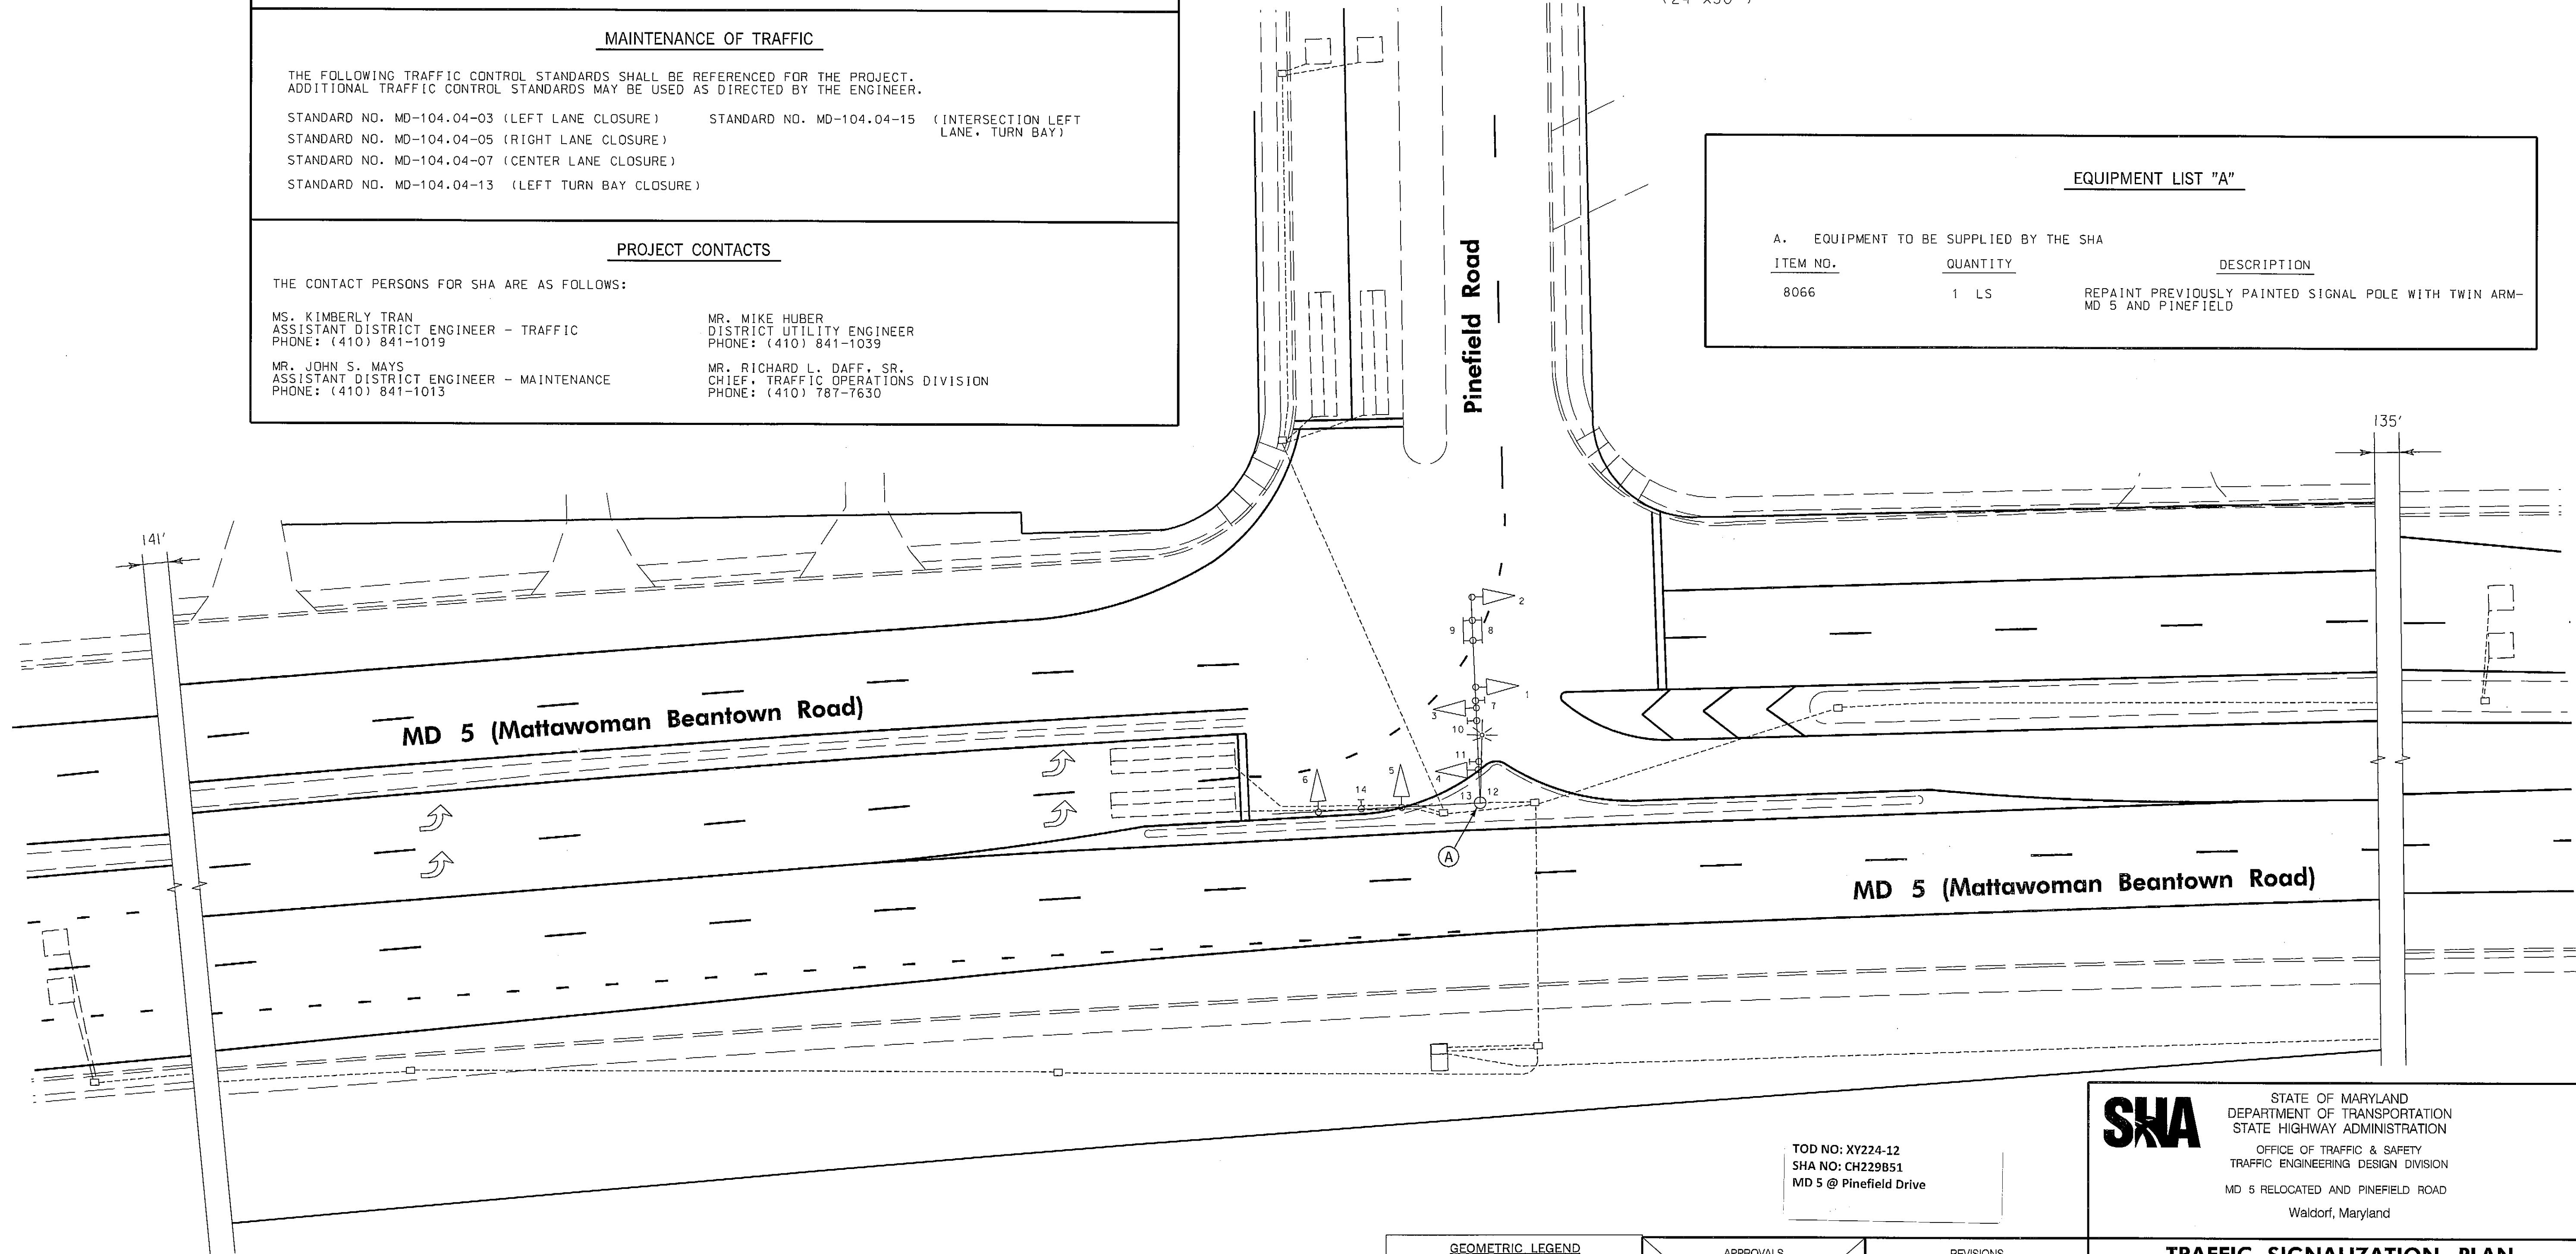 MAINTENANCE OF TRAFFIC
THE FOLLOWING TRAFFIC CONTROL STANDARDS SHALL BE REFERENCED FOR THE PROJECT.
ADDITIONAL TRAFFIC CONTROL STANDARDS MAY BE USED AS DIRECTED BY THE ENGINEER.
STANDARD NO. MD-104.04-03 (LEFT LANE CLOSURE)
STANDARD NO. MD-104.04-05 (RIGHT LANE CLOSURE)
STANDARD NO. MD-104.04-07 (CENTER LANE CLOSURE)
STANDARD NO. MD-104.04-13 (LEFT TURN BAY CLOSURE)
STANDARD NO. MD-104.04-15 (INTERSECTION LEFT
LANE, TURN BAY)
PROJECT CONTACTS
THE CONTACT PERSONS FOR SHA ARE AS FOLLOWS:
MS. KIMBERLY TRAN
ASSISTANT DISTRICT ENGINEER - TRAFFIC
PHONE: (410) 841-1019
MR. JOHN S. MAYS
ASSISTANT DISTRICT ENGINEER - MAINTENANCE
PHONE: (410) 841-1013
MR. MIKE HUBER
DISTRICT UTILITY ENGINEER
PHONE: (410) 841-1039
MR. RICHARD L. DAFF, SR.
CHIEF, TRAFFIC OPERATIONS DIVISION
PHONE: (410) 787-7630
Pinefield Road
EQUIPMENT LIST "A"
A. EQUIPMENT TO BE SUPPLIED BY THE SHA
ITEM NO. QUANTITY DESCRIPTION
8066 1 LS REPAINT PREVIOUSLY PAINTED SIGNAL POLE WITH TWIN ARM-
MD 5 AND PINEFIELD
135'
141'
2
9 8
1
7
3
10
11
4
5
6
14
13 12
A
MD 5 (Mattawoman Beantown Road)
MD 5 (Mattawoman Beantown Road)
TOD NO: XY224-12
SHA NO: CH229B51
MD 5 @ Pinefield Drive
SHA
STATE OF MARYLAND
DEPARTMENT OF TRANSPORTATION
STATE HIGHWAY ADMINISTRATION
OFFICE OF TRAFFIC & SAFETY
TRAFFIC ENGINEERING DESIGN DIVISION
MD 5 RELOCATED AND PINEFIELD ROAD
Waldorf, Maryland
GEOMETRIC LEGEND
APPROVALS
REVISIONS
TRAFFIC SIGNALIZATION PLAN